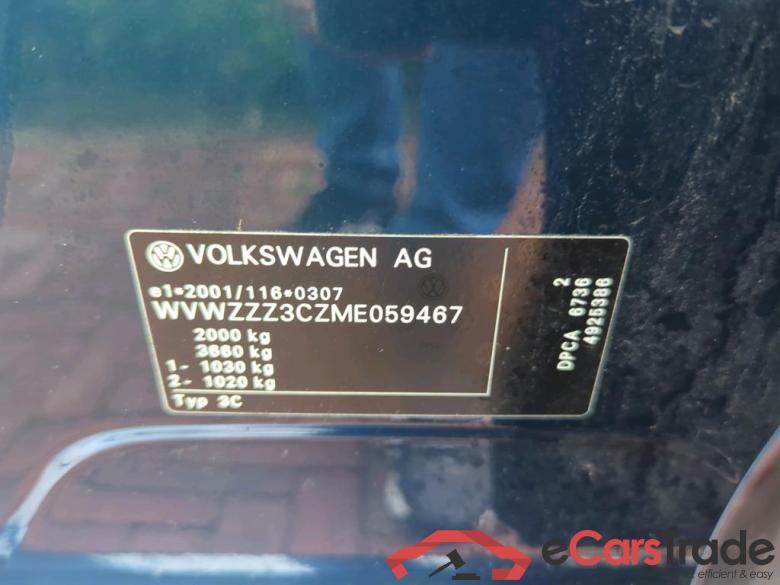 VOLKSWAGEN AG
e1*2001/116*0307
WVWZZZ3CZME059467
2000 kg
3660 kg
1- 1030 kg
2- 1020 kg
Typ 3C
2
DPCA 6736
4925386
eCarstrade
efficient & easy